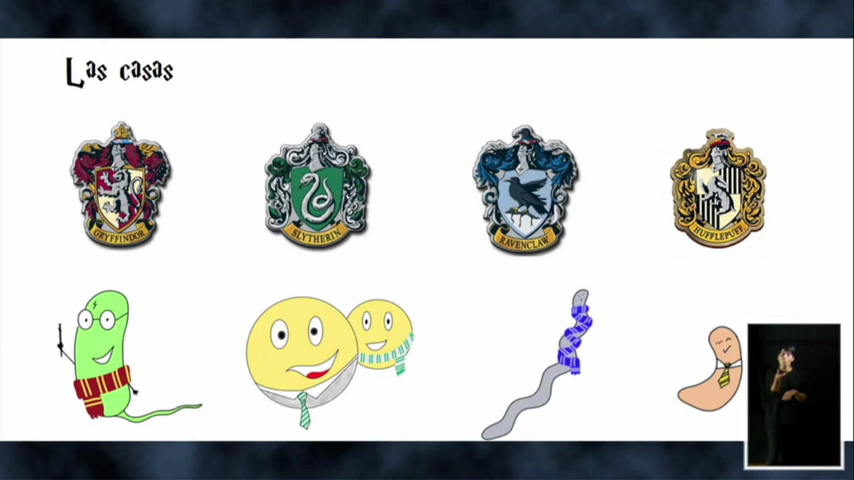 Las casas
GRYFFINDOR
SLYTHERIN
RAVENCLAW
HUFFLEPUFF